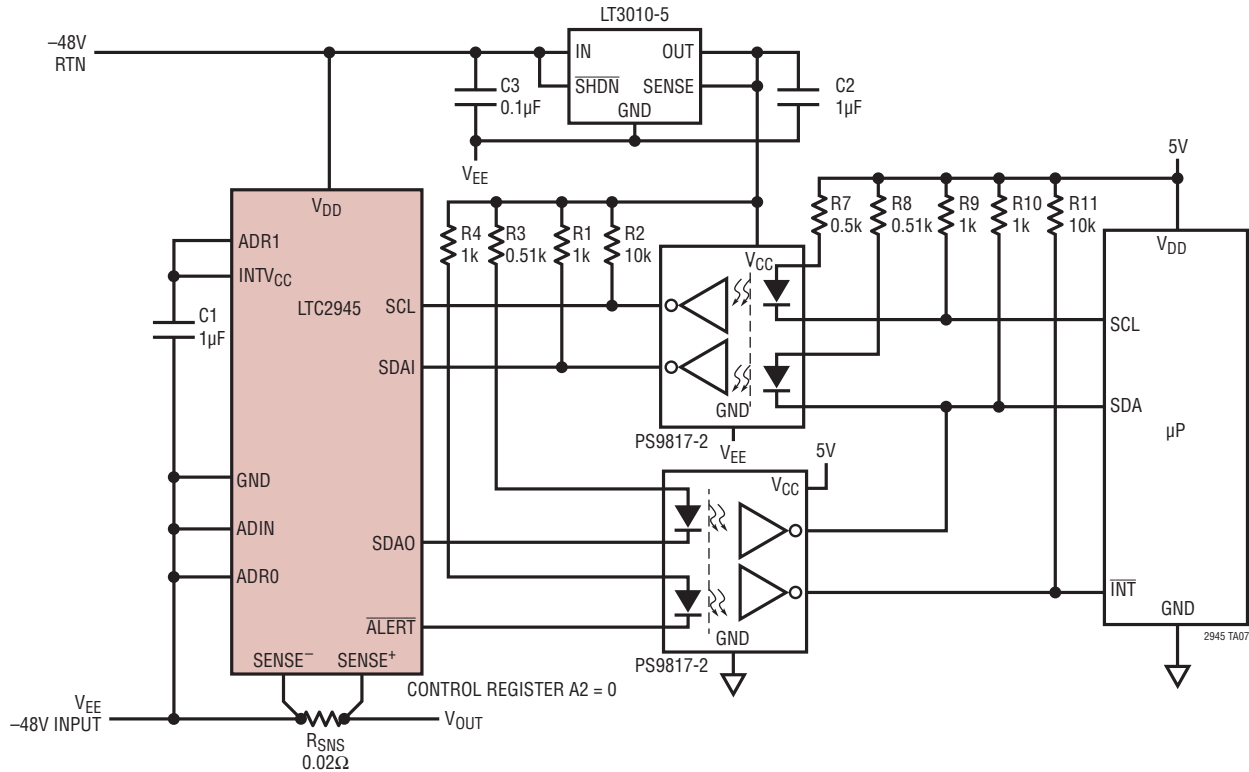 LT3010-5
–48V
RTN
IN
OUT
SHDN
SENSE
GND
C3
0.1µF
C2
1µF
VEE
5V
VDD
ADR1
INTVCC
LTC2945
SCL
SDAI
C1
1µF
GND
ADIN
ADR0
SDAO
ALERT
SENSE–
SENSE+
R4
1k
R3
0.51k
R1
1k
R2
10k
VCC
GND
PS9817-2
VEE
R7
0.5k
R8
0.51k
R9
1k
R10
1k
R11
10k
VDD
SCL
SDA
µP
INT
GND
5V
VCC
GND
PS9817-2
2945 TA07
CONTROL REGISTER A2 = 0
VEE
–48V INPUT
VOUT
RSNS
0.02Ω